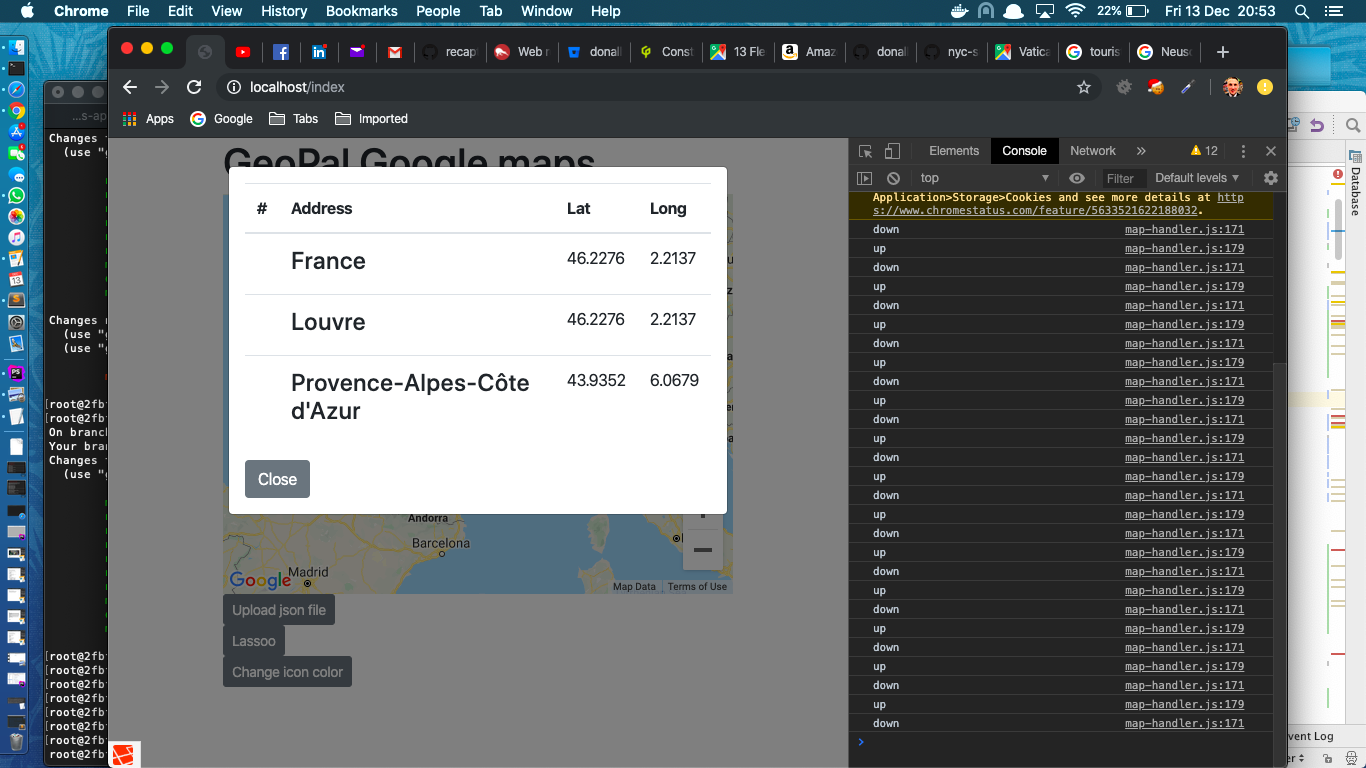 Chrome File Edit View History Bookmarks People Tab Window Help 22% Fri 13 Dec 20:53
recap Web r donali Const 13 Fle Amaz donali nyc-s Vatica touris Neuse
localhost/index
Apps Google Tabs Imported
GeoPal Google maps
# Address Lat Long
France 46.2276 2.2137
Louvre 46.2276 2.2137
Provence-Alpes-Côte 43.9352 6.0679
d'Azur
Close
Andorra
Barcelona
Madrid
Google Map Data Terms of Use
Upload json file
Lassoo
Change icon color
Elements Console Network » 12
top Filter Default levels
Application>Storage>Cookies and see more details at http
s://www.chromestatus.com/feature/5633521622188032.
down map-handler.js:171
up map-handler.js:179
down map-handler.js:171
up map-handler.js:179
down map-handler.js:171
up map-handler.js:179
down map-handler.js:171
up map-handler.js:179
down map-handler.js:171
up map-handler.js:179
down map-handler.js:171
up map-handler.js:179
down map-handler.js:171
up map-handler.js:179
down map-handler.js:171
up map-handler.js:179
down map-handler.js:171
up map-handler.js:179
down map-handler.js:171
up map-handler.js:179
down map-handler.js:171
up map-handler.js:179
down map-handler.js:171
up map-handler.js:179
down map-handler.js:171
up map-handler.js:179
down map-handler.js:171
…s-ap
Changes
(use "g
Changes
(use "g
(use "g
[root@2fb
[root@2fb
On branc
Your bran
Changes
(use "g
[root@2fb
[root@2fb
[root@2fb
[root@2fb
[root@2fb
[root@2fb
[root@2fb
root@2fb
Database
vent Log